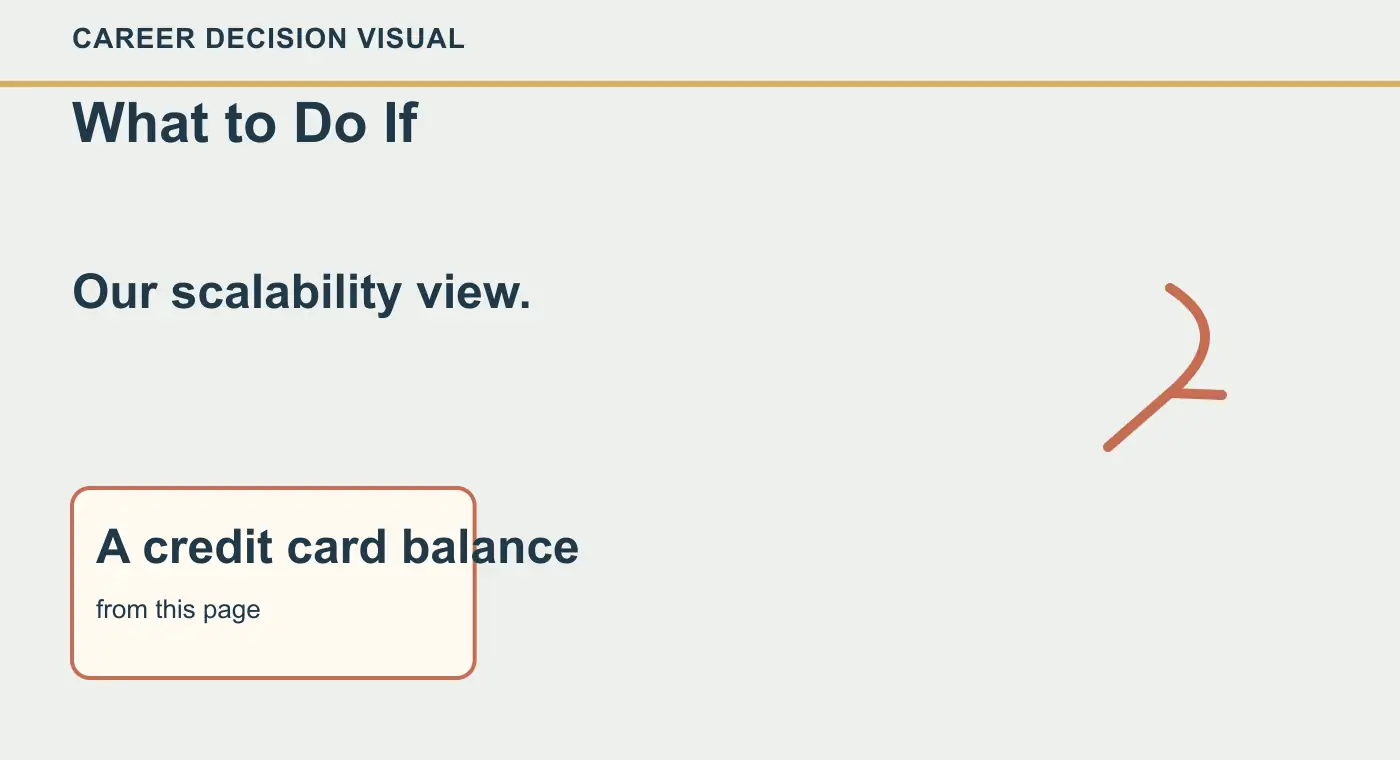 CAREER DECISION VISUAL
What to Do If
Our scalability view.
A credit card balance
from this page